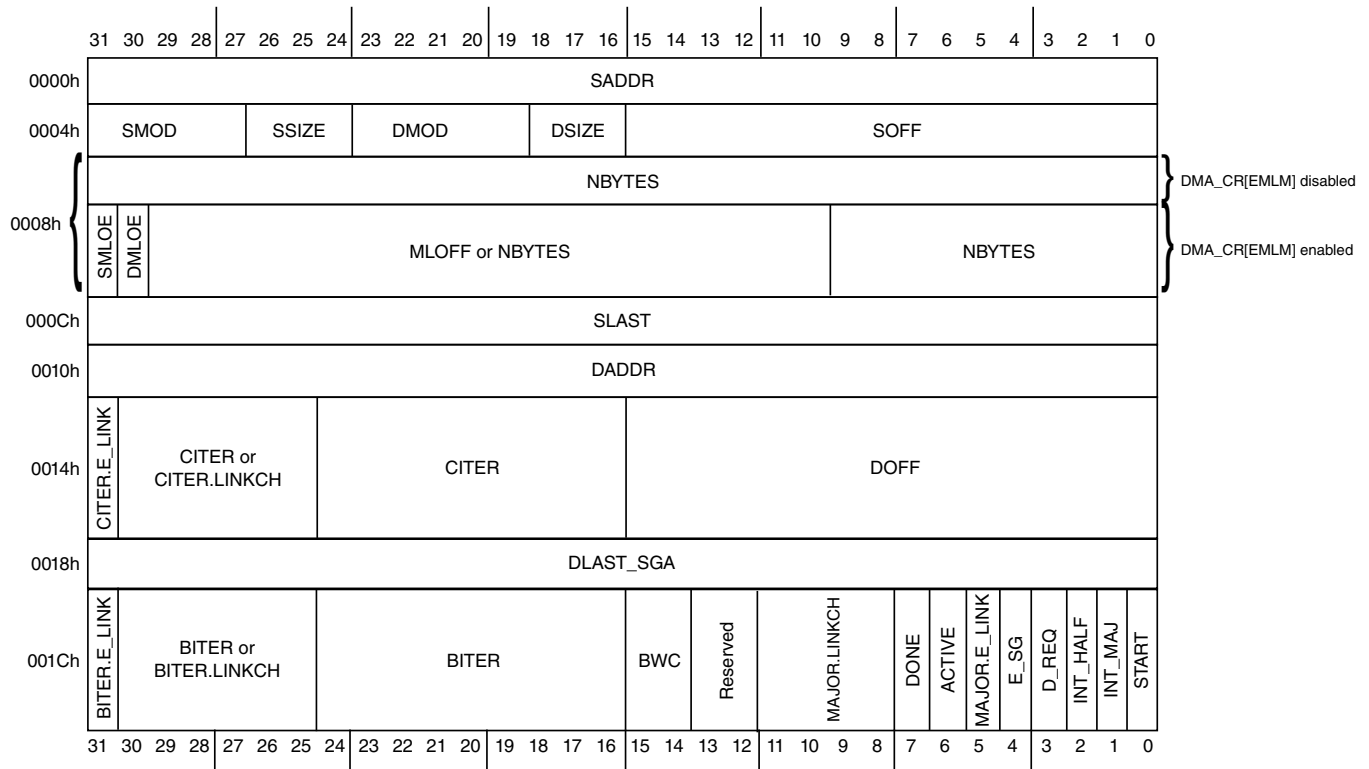 31 30 29 28 27 26 25 24 23 22 21 20 19 18 17 16 15 14 13 12 11 10 9 8 7 6 5 4 3 2 1 0
0000h SADDR
0004h SMOD SSIZE DMOD DSIZE SOFF
0008h
NBYTES DMA_CR[EMLM] disabled
SMLOE DMLOE MLOFF or NBYTES NBYTES DMA_CR[EMLM] enabled
000Ch SLAST
0010h DADDR
0014h CITER.E_LINK
CITER or
CITER.LINKCH
CITER DOFF
0018h DLAST_SGA
001Ch BITER.E_LINK
BITER or
BITER.LINKCH
BITER BWC Reserved MAJOR.LINKCH DONE ACTIVE MAJOR.E_LINK E_SG D_REQ INT_HALF INT_MAJ START
31 30 29 28 27 26 25 24 23 22 21 20 19 18 17 16 15 14 13 12 11 10 9 8 7 6 5 4 3 2 1 0